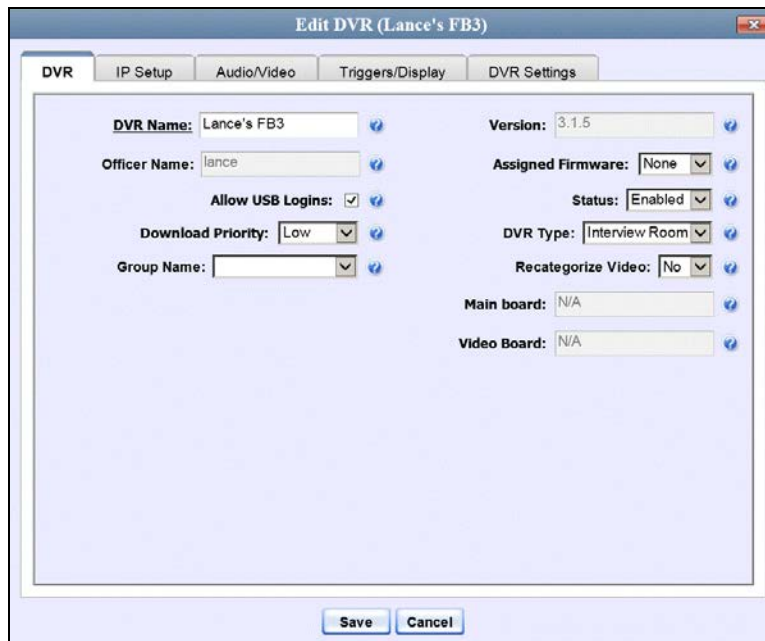 Edit DVR (Lance's FB3)
DVR IP Setup Audio/Video Triggers/Display DVR Settings
DVR Name: Lance's FB3
Officer Name: lance
Allow USB Logins:
Download Priority: Low
Group Name:
Version: 3.1.5
Assigned Firmware: None
Status: Enabled
DVR Type: Interview Room
Recategorize Video: No
Main board: N/A
Video Board: N/A
Save Cancel